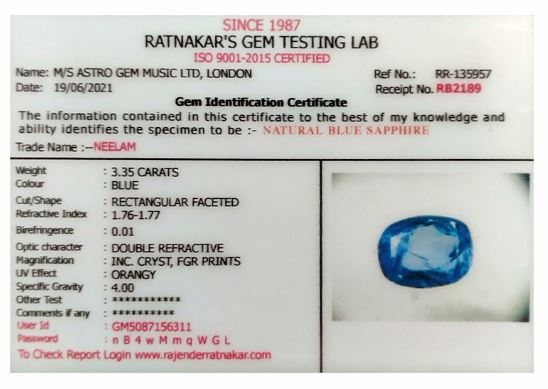 SINCE 1987
RATNAKAR'S GEM TESTING LAB
ISO 9001-2015 CERTIFIED
Name: M/S ASTRO GEM MUSIC LTD, LONDON Ref No.: RR-135957
Date: 19/06/2021 Receipt No. RB2189
Gem Identification Certificate
The information contained in this certificate to the best of my knowledge and
ability identifies the specimen to be :- NATURAL BLUE SAPPHIRE
Trade Name :--NEELAM
Weight : 3.35 CARATS
Colour : BLUE
Cut/Shape : RECTANGULAR FACETED
Refractive Index : 1.76-1.77
Birefringence : 0.01
Optic character : DOUBLE REFRACTIVE
Magnification : INC. CRYST, FGR PRINTS
UV Effect : ORANGY
Specific Gravity : 4.00
Other Test : ***********
Comments if any : **********
User Id : GM5087156311
Password : n B 4 w M m q W G L
To Check Report Login www.rajenderratnakar.com